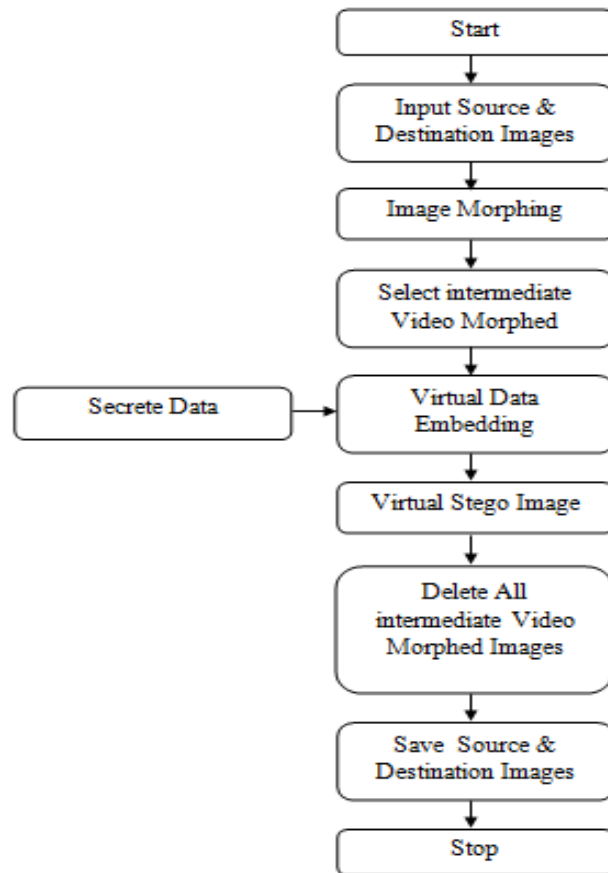 Start
Input Source &
Destination Images
Image Morphing
Select intermediate
Video Morphed
Secrete Data
Virtual Data
Embedding
Virtual Stego Image
Delete All
intermediate Video
Morphed Images
Save Source &
Destination Images
Stop